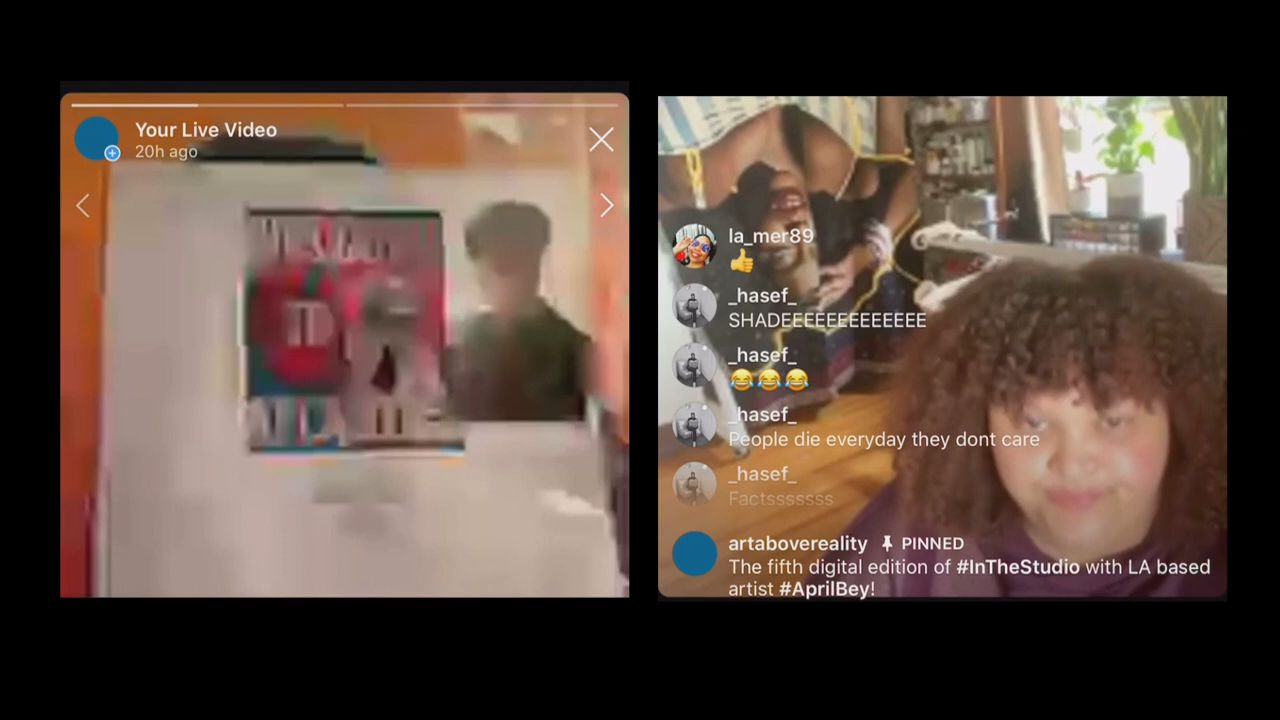 Your Live Video
20h ago
la_mer89
👍
_hasef_
SHADEEEEEEEEEEEEE
_hasef_
😂😂😂
_hasef_
People die everyday they dont care
_hasef_
Factsssssss
artabovereality 📌 PINNED
The fifth digital edition of #InTheStudio with LA based
artist #AprilBey!